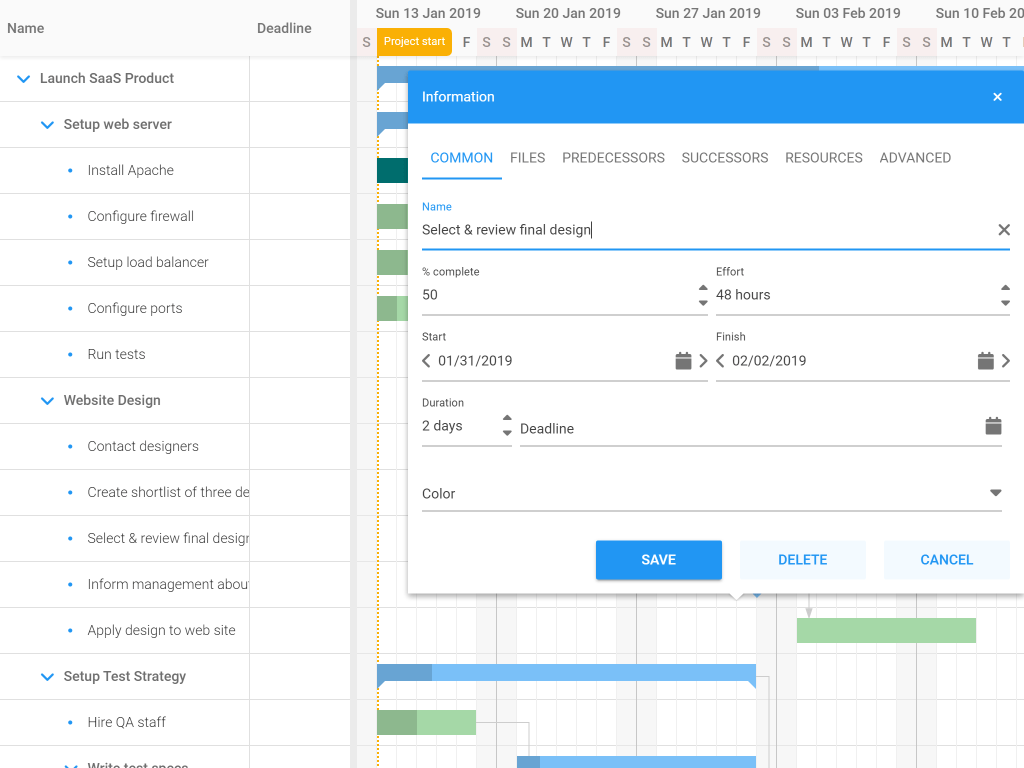 Name
Deadline
Sun 13 Jan 2019
Sun 20 Jan 2019
Sun 27 Jan 2019
Sun 03 Feb 2019
Sun 10 Feb 20
S Project start F S S M T W T F S S M T W T F S S M T W T F S S M T W T
Launch SaaS Product
Setup web server
Install Apache
Configure firewall
Setup load balancer
Configure ports
Run tests
Website Design
Contact designers
Create shortlist of three de
Select & review final design
Inform management abou
Apply design to web site
Setup Test Strategy
Hire QA staff
Write test specs
Information
COMMON FILES PREDECESSORS SUCCESSORS RESOURCES ADVANCED
Name
Select & review final design
% complete
50
Effort
48 hours
Start
01/31/2019
Finish
02/02/2019
Duration
2 days
Deadline
Color
SAVE DELETE CANCEL